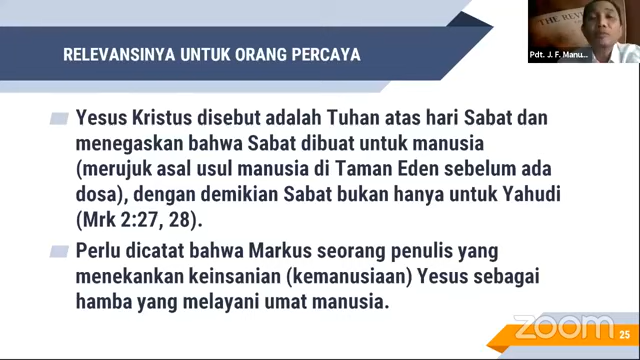 RELEVANSINYA UNTUK ORANG PERCAYA
THE REV
Pdt. J. F. Manu...
Yesus Kristus disebut adalah Tuhan atas hari Sabat dan
menegaskan bahwa Sabat dibuat untuk manusia
(merujuk asal usul manusia di Taman Eden sebelum ada
dosa), dengan demikian Sabat bukan hanya untuk Yahudi
(Mrk 2:27, 28).
Perlu dicatat bahwa Markus seorang penulis yang
menekankan keinsanian (kemanusiaan) Yesus sebagai
hamba yang melayani umat manusia.
25
zoom